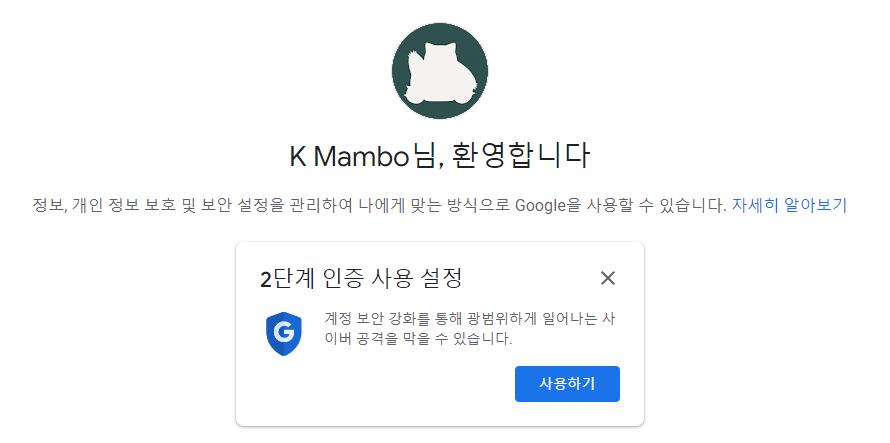 K Mambo님, 환영합니다
정보, 개인 정보 보호 및 보안 설정을 관리하여 나에게 맞는 방식으로 Google을 사용할 수 있습니다. 자세히 알아보기
2단계 인증 사용 설정
G
계정 보안 강화를 통해 광범위하게 일어나는 사
이버 공격을 막을 수 있습니다.
사용하기